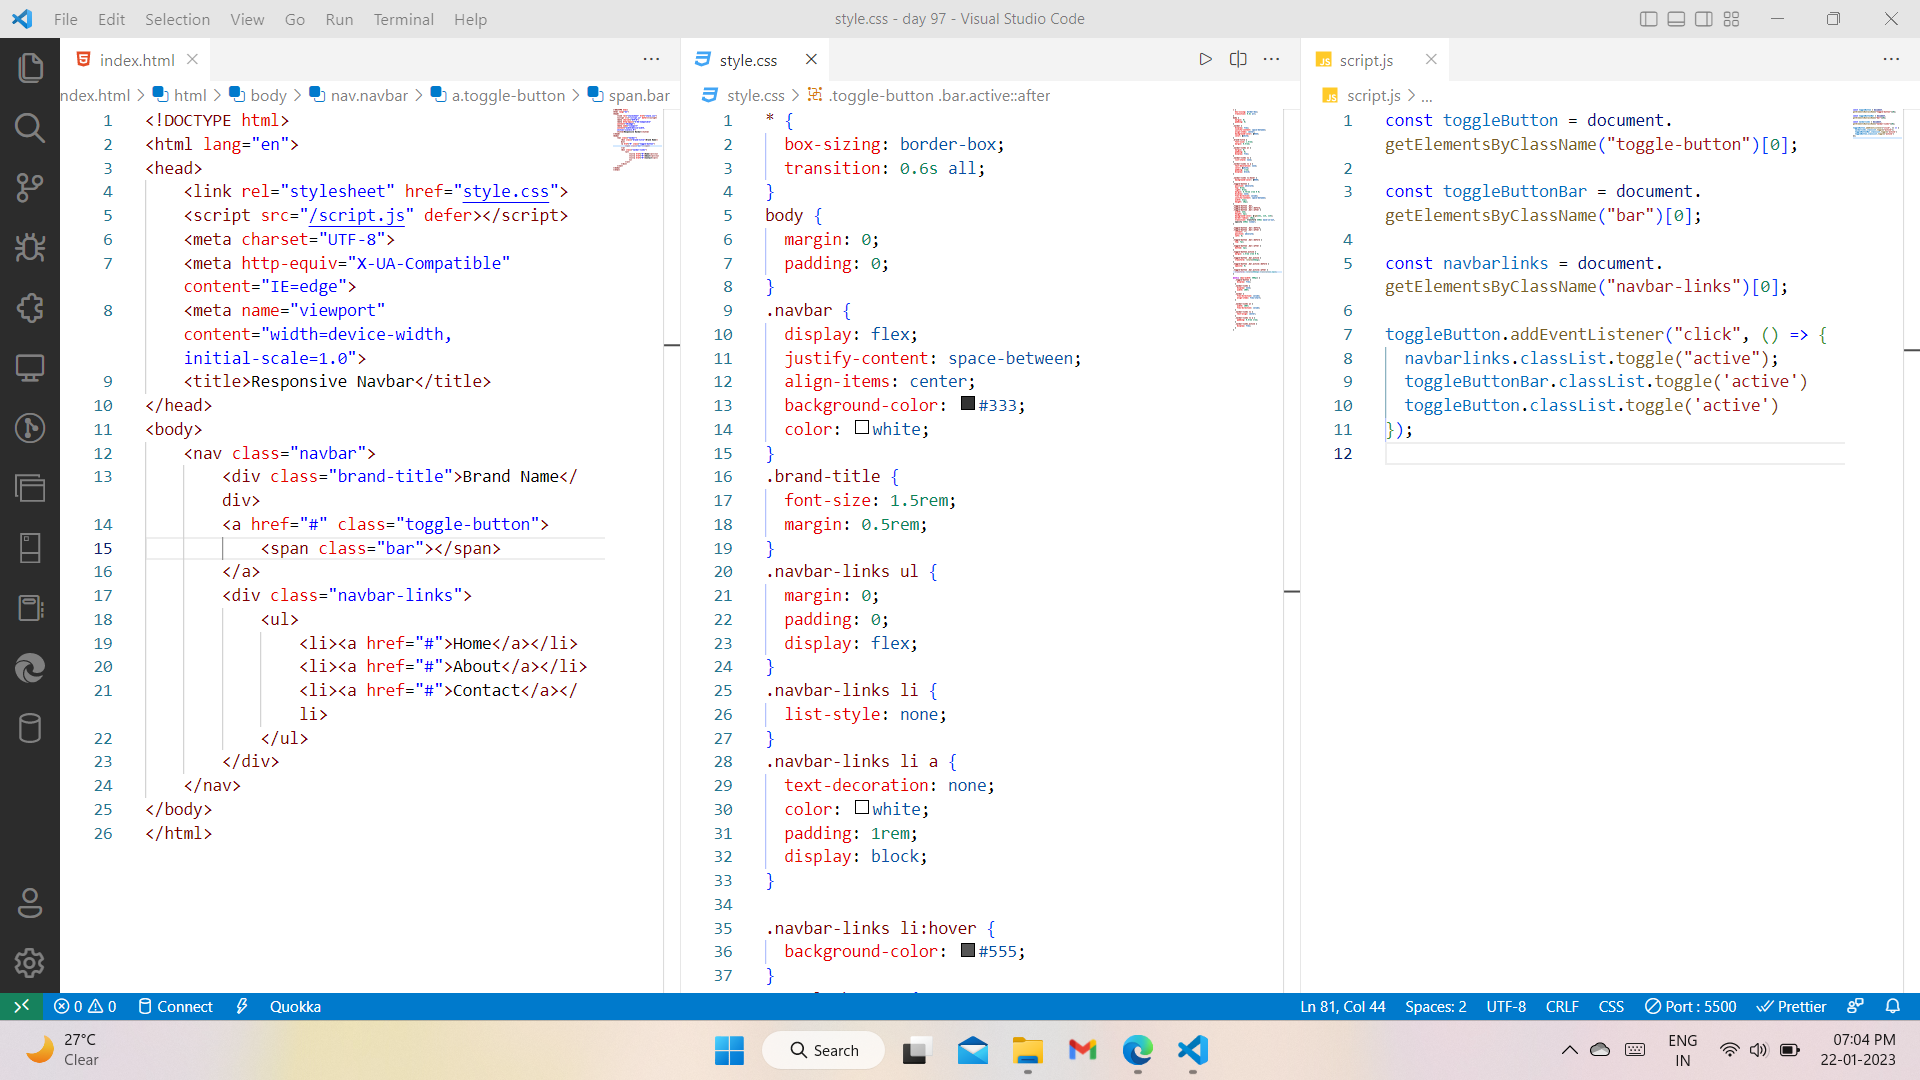 File Edit Selection View Go Run Terminal Help
style.css - day 97 - Visual Studio Code
index.html
ndex.html > html > body > nav.navbar > a.toggle-button > span.bar
1 <!DOCTYPE html>
2 <html lang="en">
3 <head>
4 <link rel="stylesheet" href="style.css">
5 <script src="/script.js" defer></script>
6 <meta charset="UTF-8">
7 <meta http-equiv="X-UA-Compatible"
content="IE=edge">
8 <meta name="viewport"
content="width=device-width,
initial-scale=1.0">
9 <title>Responsive Navbar</title>
10 </head>
11 <body>
12 <nav class="navbar">
13 <div class="brand-title">Brand Name</
div>
14 <a href="#" class="toggle-button">
15 <span class="bar"></span>
16 </a>
17 <div class="navbar-links">
18 <ul>
19 <li><a href="#">Home</a></li>
20 <li><a href="#">About</a></li>
21 <li><a href="#">Contact</a></
li>
22 </ul>
23 </div>
24 </nav>
25 </body>
26 </html>
style.css
style.css > .toggle-button .bar.active::after
1 * {
2 box-sizing: border-box;
3 transition: 0.6s all;
4 }
5 body {
6 margin: 0;
7 padding: 0;
8 }
9 .navbar {
10 display: flex;
11 justify-content: space-between;
12 align-items: center;
13 background-color: #333;
14 color: white;
15 }
16 .brand-title {
17 font-size: 1.5rem;
18 margin: 0.5rem;
19 }
20 .navbar-links ul {
21 margin: 0;
22 padding: 0;
23 display: flex;
24 }
25 .navbar-links li {
26 list-style: none;
27 }
28 .navbar-links li a {
29 text-decoration: none;
30 color: white;
31 padding: 1rem;
32 display: block;
33 }
34
35 .navbar-links li:hover {
36 background-color: #555;
37 }
JS script.js
JS script.js > ...
1 const toggleButton = document.
getElementsByClassName("toggle-button")[0];
2
3 const toggleButtonBar = document.
getElementsByClassName("bar")[0];
4
5 const navbarlinks = document.
getElementsByClassName("navbar-links")[0];
6
7 toggleButton.addEventListener("click", () => {
8 navbarlinks.classList.toggle("active");
9 toggleButtonBar.classList.toggle('active')
10 toggleButton.classList.toggle('active')
11 });
12
0 0 Connect Quokka
Ln 81, Col 44 Spaces: 2 UTF-8 CRLF CSS Port : 5500 Prettier
27°C
Clear
Search
ENG
IN
07:04 PM
22-01-2023